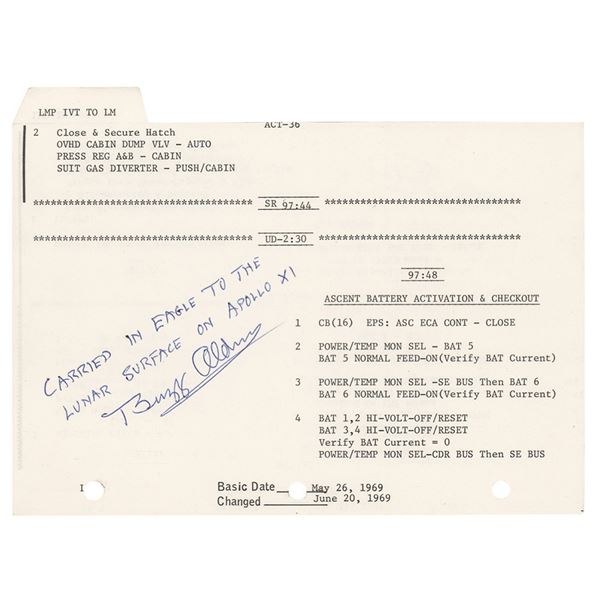 LMP IVT TO LM
ACT-36
2 Close & Secure Hatch
OVHD CABIN DUMP VLV - AUTO
PRESS REG A&B - CABIN
SUIT GAS DIVERTER - PUSH/CABIN
********************************* SR 97:44 *********************************
********************************* UD-2:30 *********************************
97:48
ASCENT BATTERY ACTIVATION & CHECKOUT
1 CB(16) EPS: ASC ECA CONT - CLOSE
2 POWER/TEMP MON SEL - BAT 5
BAT 5 NORMAL FEED-ON(Verify BAT Current)
3 POWER/TEMP MON SEL -SE BUS Then BAT 6
BAT 6 NORMAL FEED-ON(Verify BAT Current)
4 BAT 1,2 HI-VOLT-OFF/RESET
BAT 3,4 HI-VOLT-OFF/RESET
Verify BAT Current = 0
POWER/TEMP MON SEL-CDR BUS Then SE BUS
CARRIED IN EAGLE TO THE
LUNAR SURFACE ON APOLLO XI
Buzz Aldrin
Basic Date May 26, 1969
Changed June 20, 1969